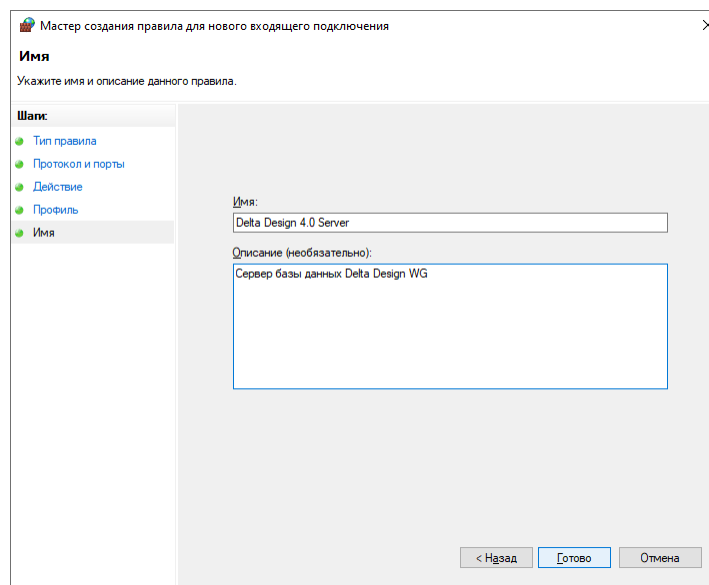 Мастер создания правила для нового входящего подключения
Имя
Укажите имя и описание данного правила.
Шаги:
Тип правила
Протокол и порты
Действие
Профиль
Имя
Имя:
Delta Design 4.0 Server
Описание (необязательно):
Сервер базы данных Delta Design WG
< Назад
Готово
Отмена